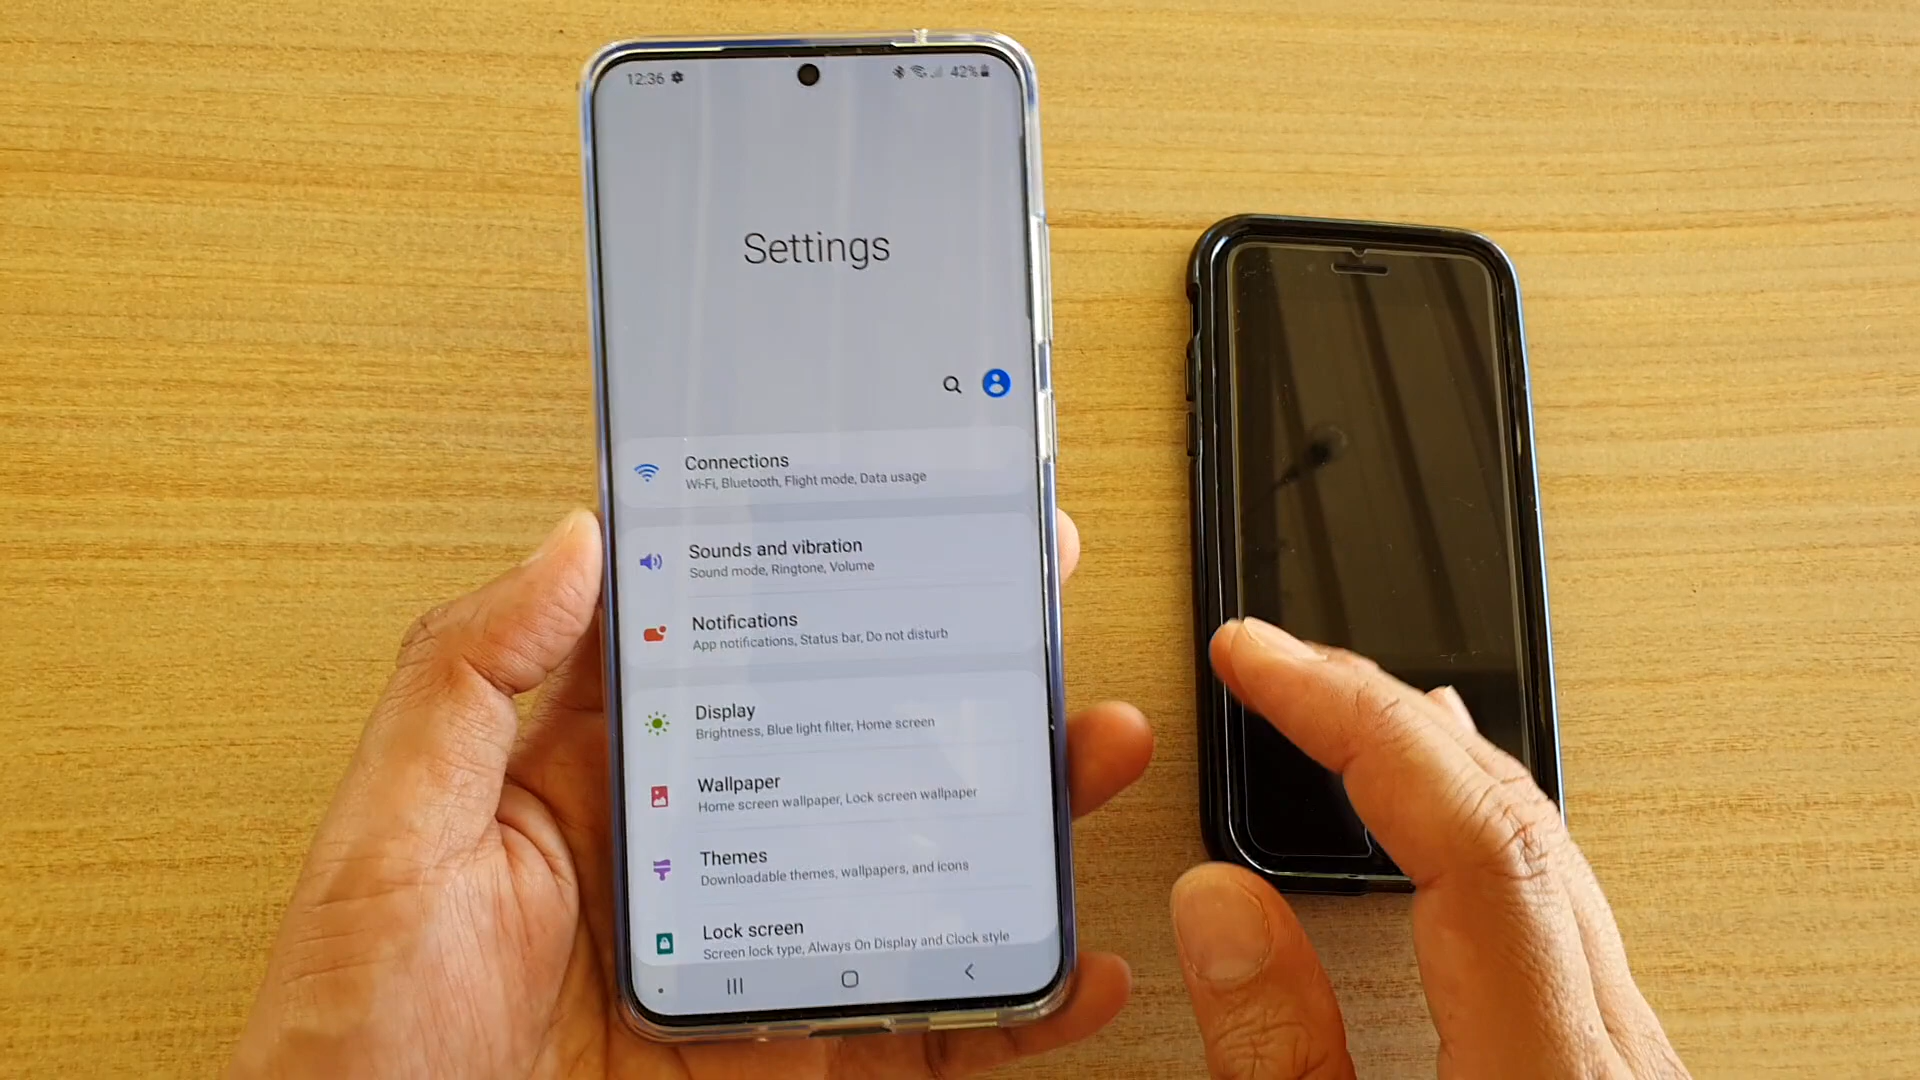 12:36
42%
Settings
Connections
Wi-Fi, Bluetooth, Flight mode, Data usage
Sounds and vibration
Sound mode, Ringtone, Volume
Notifications
App notifications, Status bar, Do not disturb
Display
Brightness, Blue light filter, Home screen
Wallpaper
Home screen wallpaper, Lock screen wallpaper
Themes
Downloadable themes, wallpapers, and icons
Lock screen
Screen lock type, Always On Display and Clock style